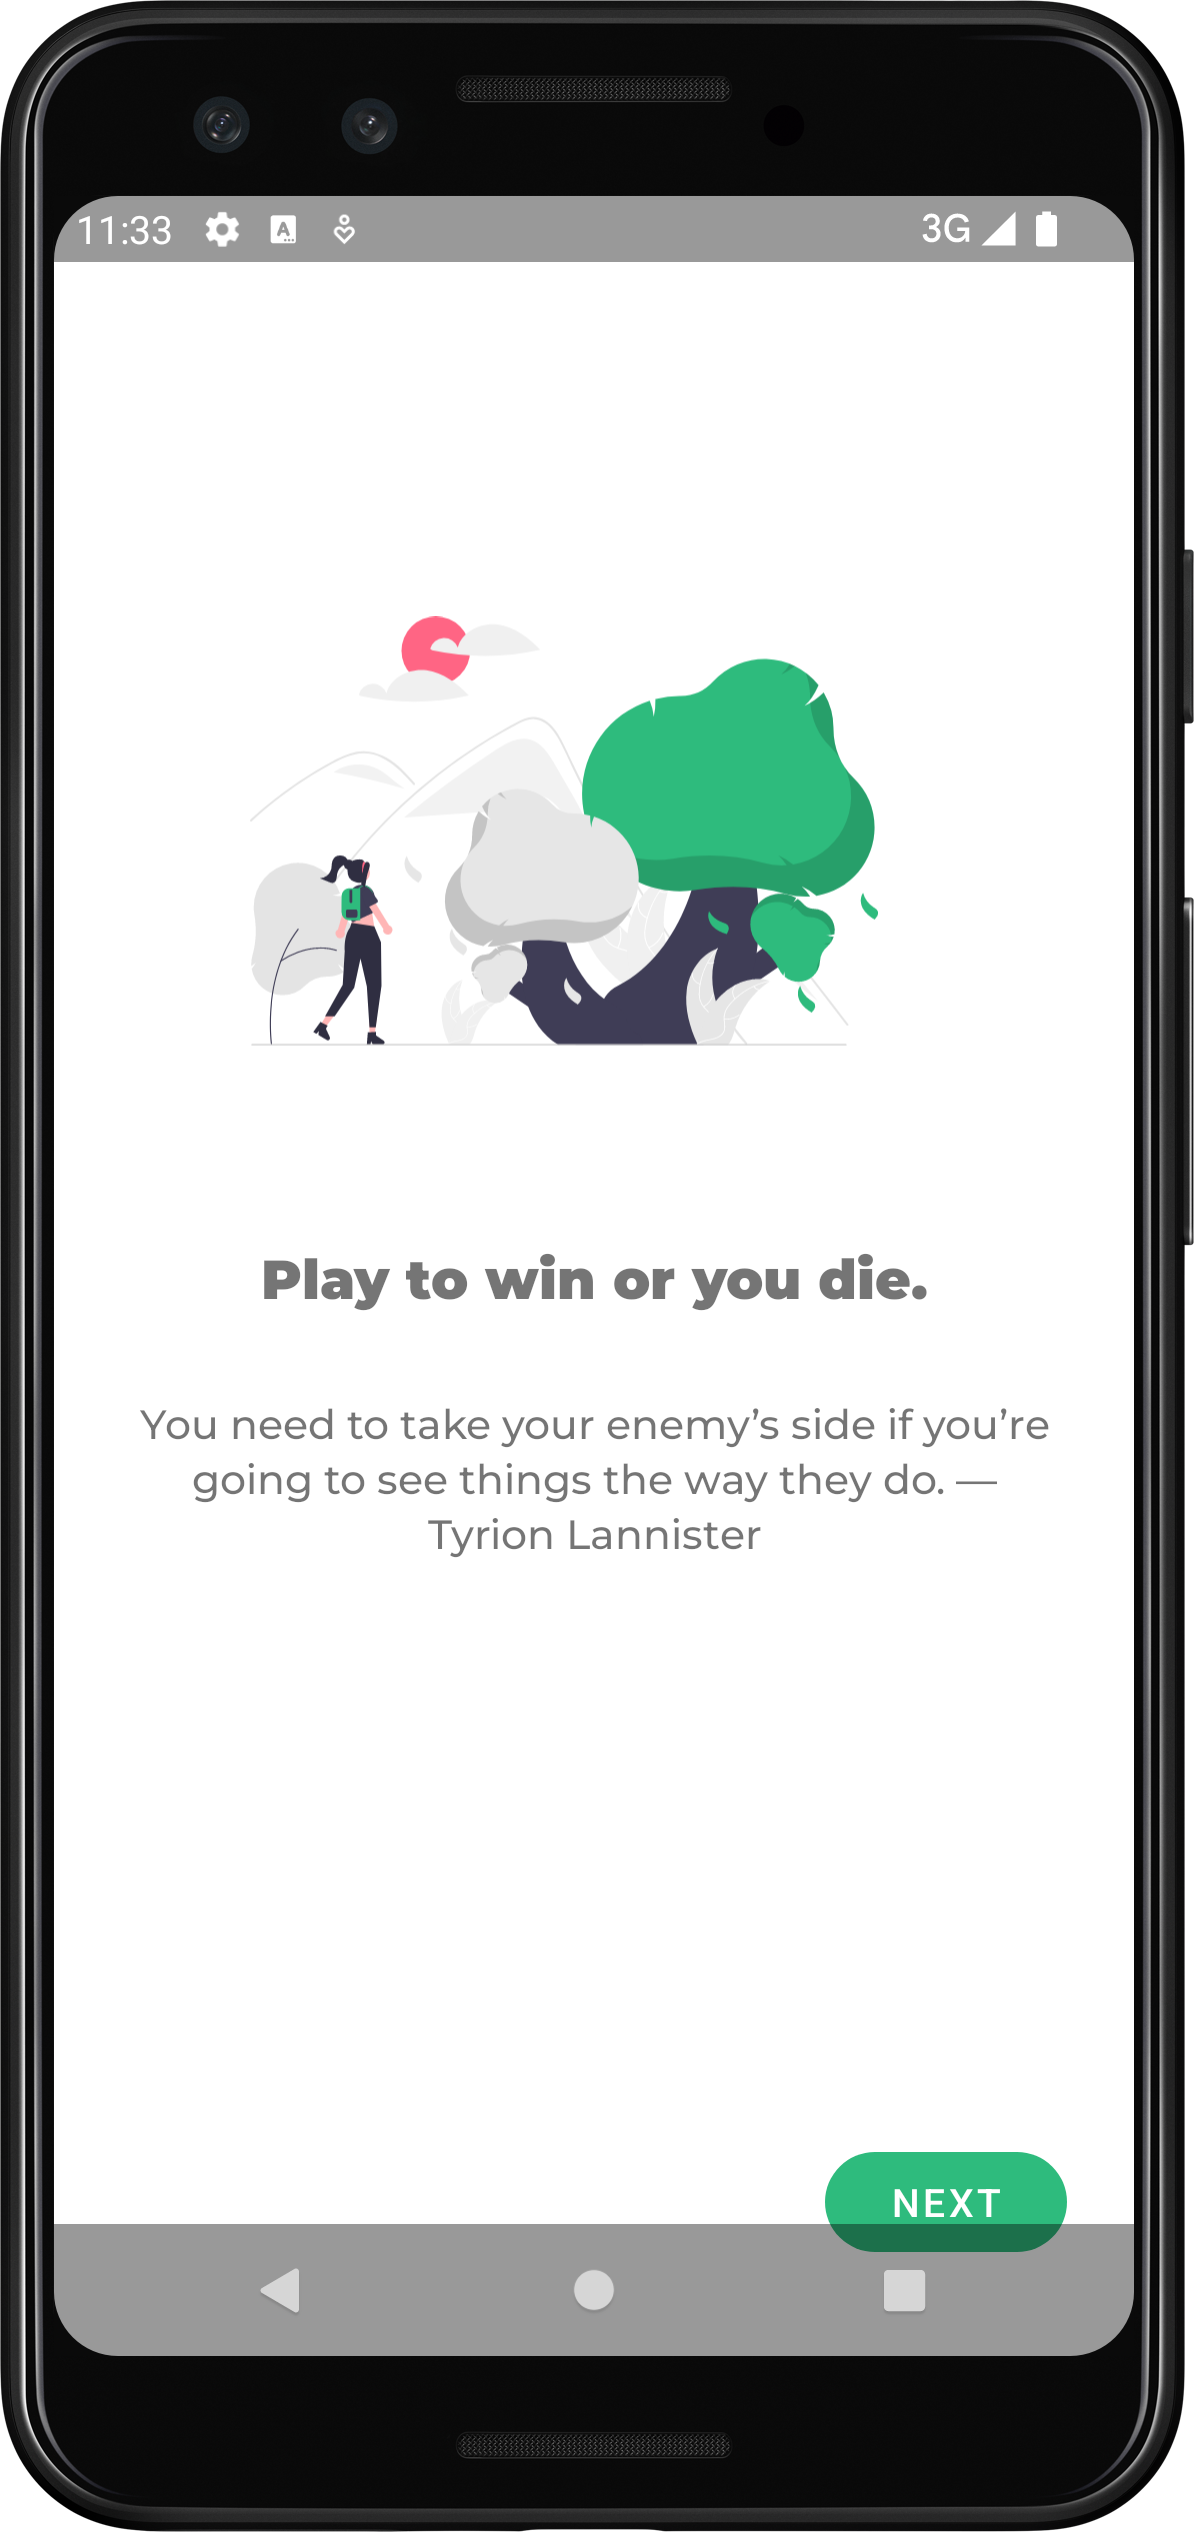 11:33 A 3G
Play to win or you die.
You need to take your enemy’s side if you’re
going to see things the way they do. —
Tyrion Lannister
NEXT